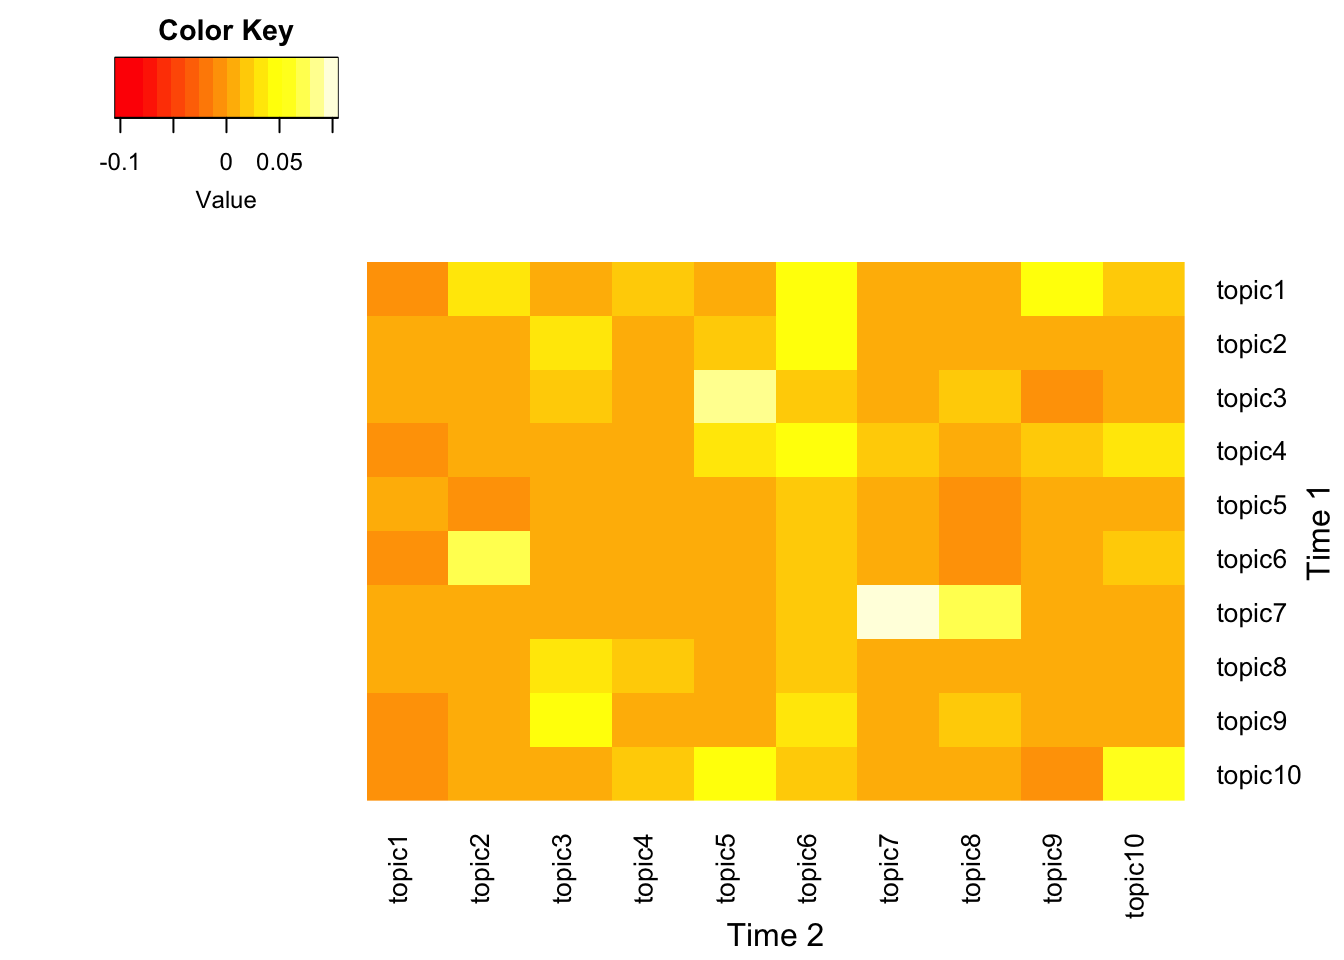 Color Key
-0.1 0 0.05
Value
topic1
topic2
topic3
topic4
topic5
topic6
topic7
topic8
topic9
topic10
Time 1
topic1 topic2 topic3 topic4 topic5 topic6 topic7 topic8 topic9 topic10
Time 2